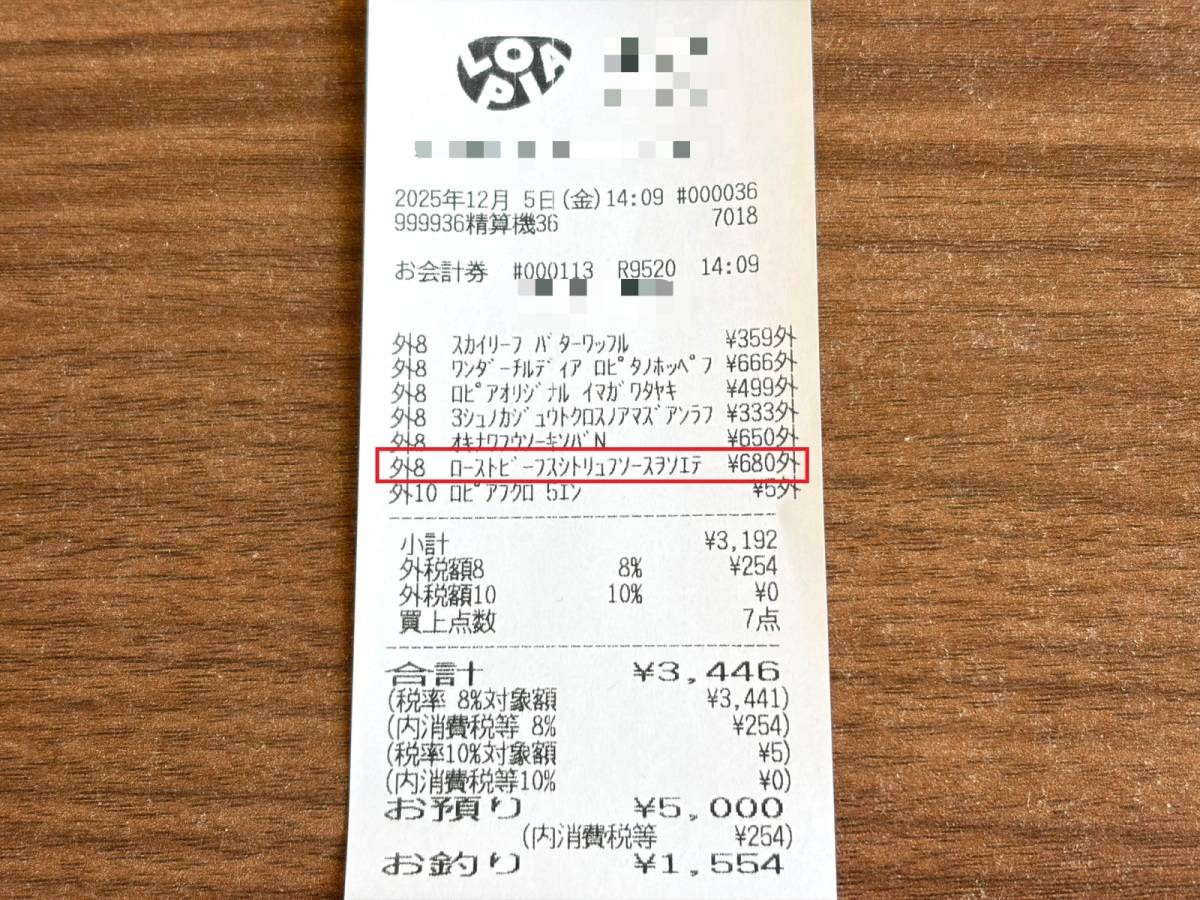 LOPIA
2025年12月 5日(金)14:09 #000036
999936精算機36 7018
お会計券 #000113 R9520 14:09
外8 スカイリーフ バターワッフル ¥359外
外8 ワンダーチルディア ロピタノホッペフ ¥666外
外8 ロピアオリジナル イマガワタヤキ ¥499外
外8 3シュノカジュウトクロスノアマズアンラフ ¥333外
外8 オキナワフウソーキソバN ¥650外
外8 ローストビーフスシトリュフソースヲソエテ ¥680外
外10 ロピアフクロ 5エン ¥5外
小計 ¥3,192
外税額8 8% ¥254
外税額10 10% ¥0
買上点数 7点
合計 ¥3,446
(税率 8%対象額 ¥3,441)
(内消費税等 8% ¥254)
(税率10%対象額 ¥5)
(内消費税等10% ¥0)
お預り ¥5,000
(内消費税等 ¥254)
お釣り ¥1,554